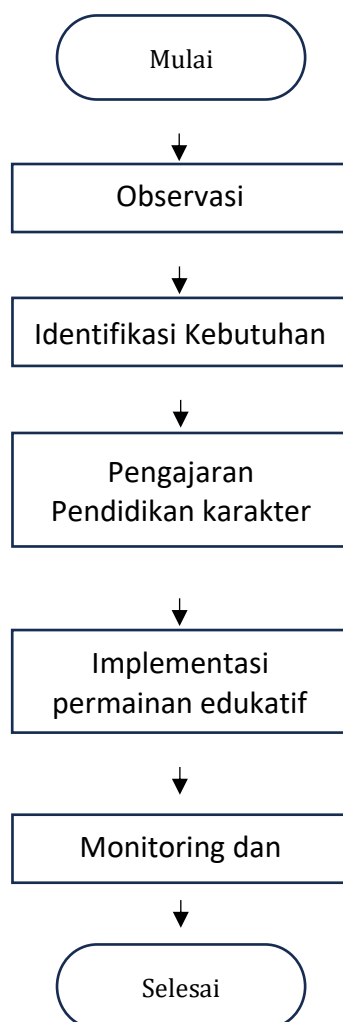 Mulai
Observasi
Identifikasi Kebutuhan
Pengajaran
Pendidikan karakter
Implementasi
permainan edukatif
Monitoring dan
Selesai